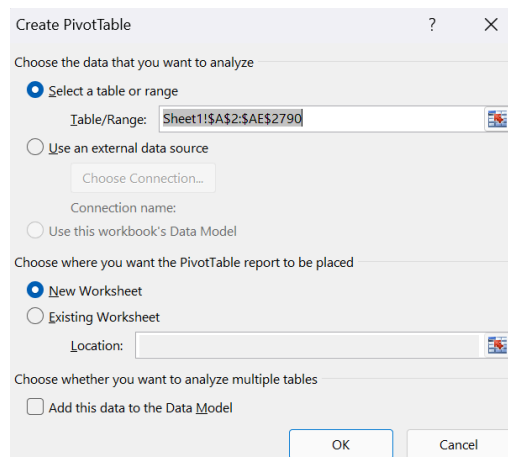 Create PivotTable ?
Choose the data that you want to analyze
Select a table or range
Table/Range: Sheet1!$A$2:$AE$2790
Use an external data source
Choose Connection...
Connection name:
Use this workbook's Data Model
Choose where you want the PivotTable report to be placed
New Worksheet
Existing Worksheet
Location:
Choose whether you want to analyze multiple tables
Add this data to the Data Model
OK Cancel